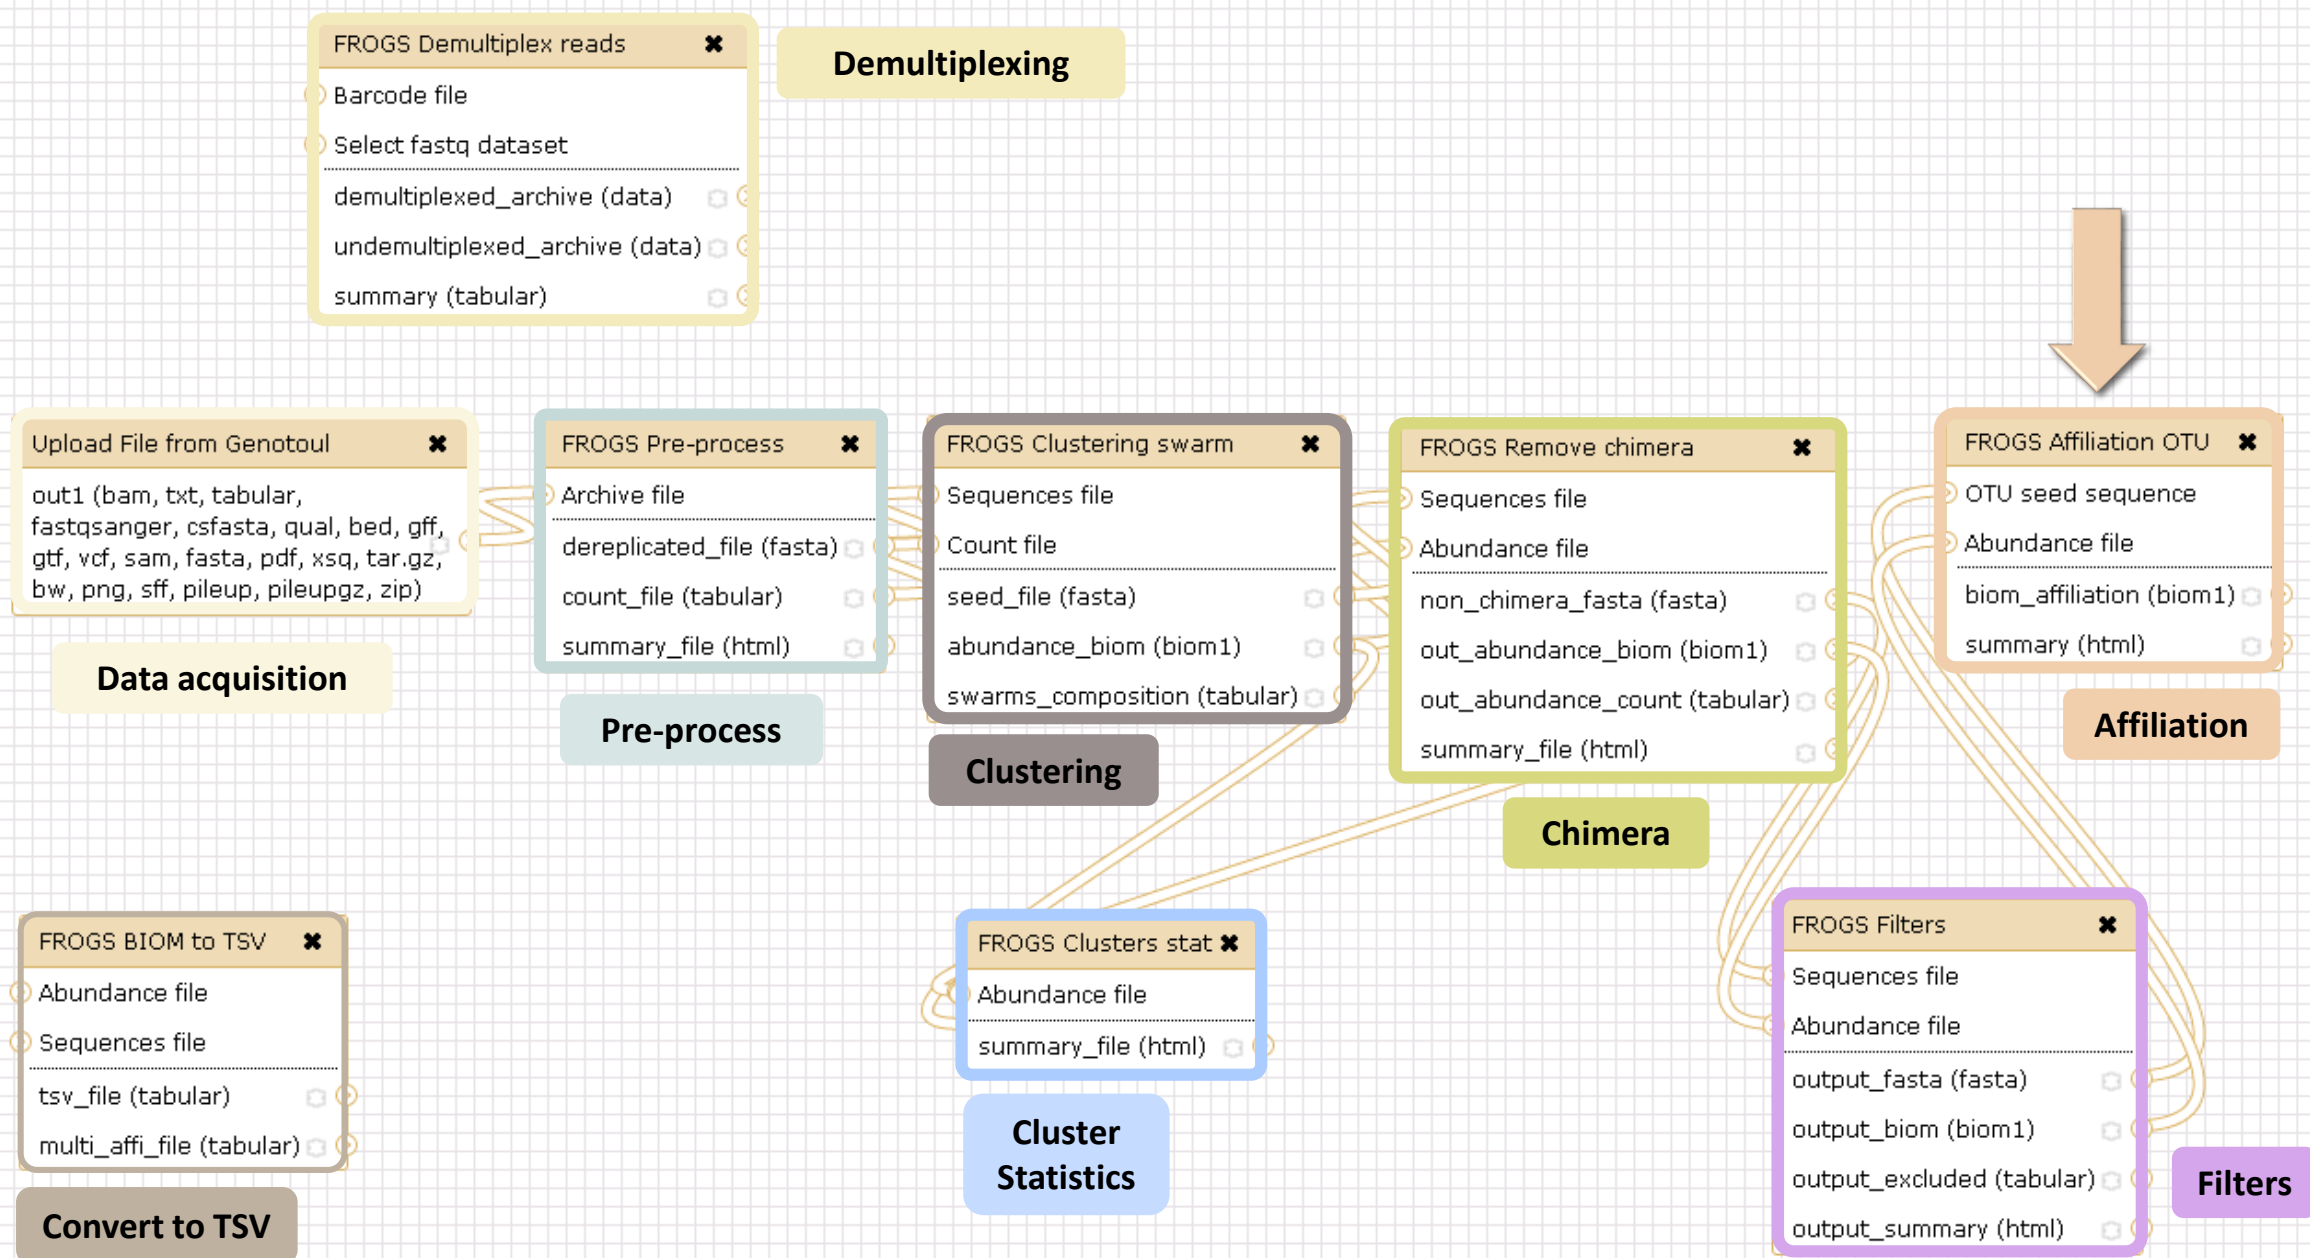 FROGS Demultiplex reads
Barcode file
Select fastq dataset
demultiplexed_archive (data)
undemultiplexed_archive (data)
summary (tabular)
Demultiplexing
Upload File from Genotoul
out1 (bam, txt, tabular,
fastqsanger, csfasta, qual, bed, gff,
gtf, vcf, sam, fasta, pdf, xsq, tar.gz,
bw, png, sff, pileup, pileupgz, zip)
Data acquisition
FROGS Pre-process
Archive file
dereplicated_file (fasta)
count_file (tabular)
summary_file (html)
Pre-process
FROGS Clustering swarm
Sequences file
Count file
seed_file (fasta)
abundance_biom (biom1)
swarms_composition (tabular)
Clustering
FROGS Remove chimera
Sequences file
Abundance file
non_chimera_fasta (fasta)
out_abundance_biom (biom1)
out_abundance_count (tabular)
summary_file (html)
Chimera
FROGS Affiliation OTU
OTU seed sequence
Abundance file
biom_affiliation (biom1)
summary (html)
Affiliation
FROGS BIOM to TSV
Abundance file
Sequences file
tsv_file (tabular)
multi_affi_file (tabular)
Convert to TSV
FROGS Clusters stat
Abundance file
summary_file (html)
Cluster
Statistics
FROGS Filters
Sequences file
Abundance file
output_fasta (fasta)
output_biom (biom1)
output_excluded (tabular)
output_summary (html)
Filters